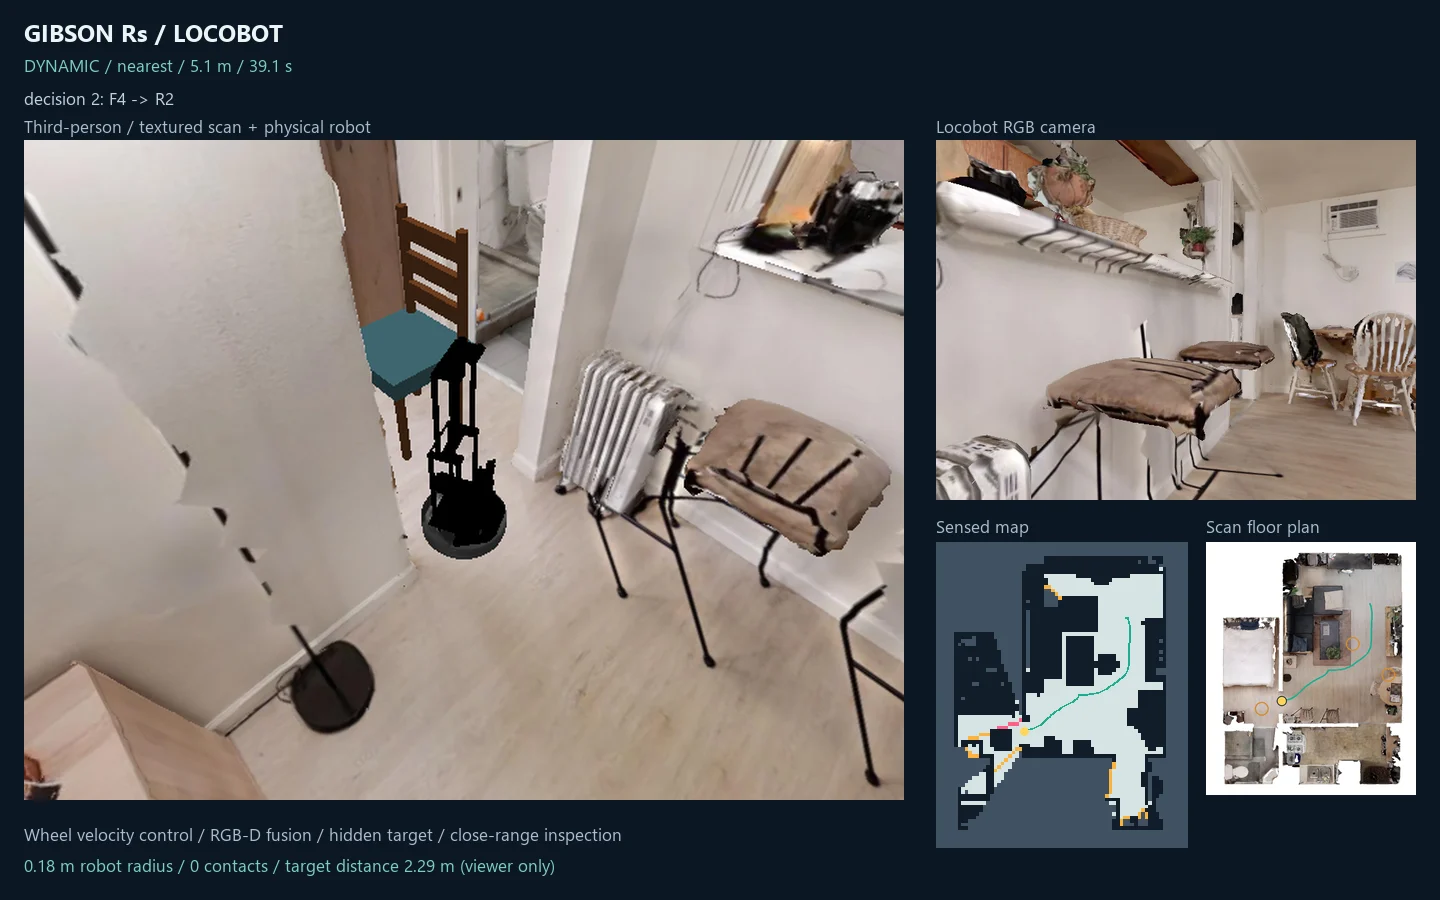 GIBSON Rs / LOCOBOT
DYNAMIC / nearest / 5.1 m / 39.1 s
decision 2: F4 -> R2
Third-person / textured scan + physical robot
Locobot RGB camera
Sensed map
Scan floor plan
Wheel velocity control / RGB-D fusion / hidden target / close-range inspection
0.18 m robot radius / 0 contacts / target distance 2.29 m (viewer only)